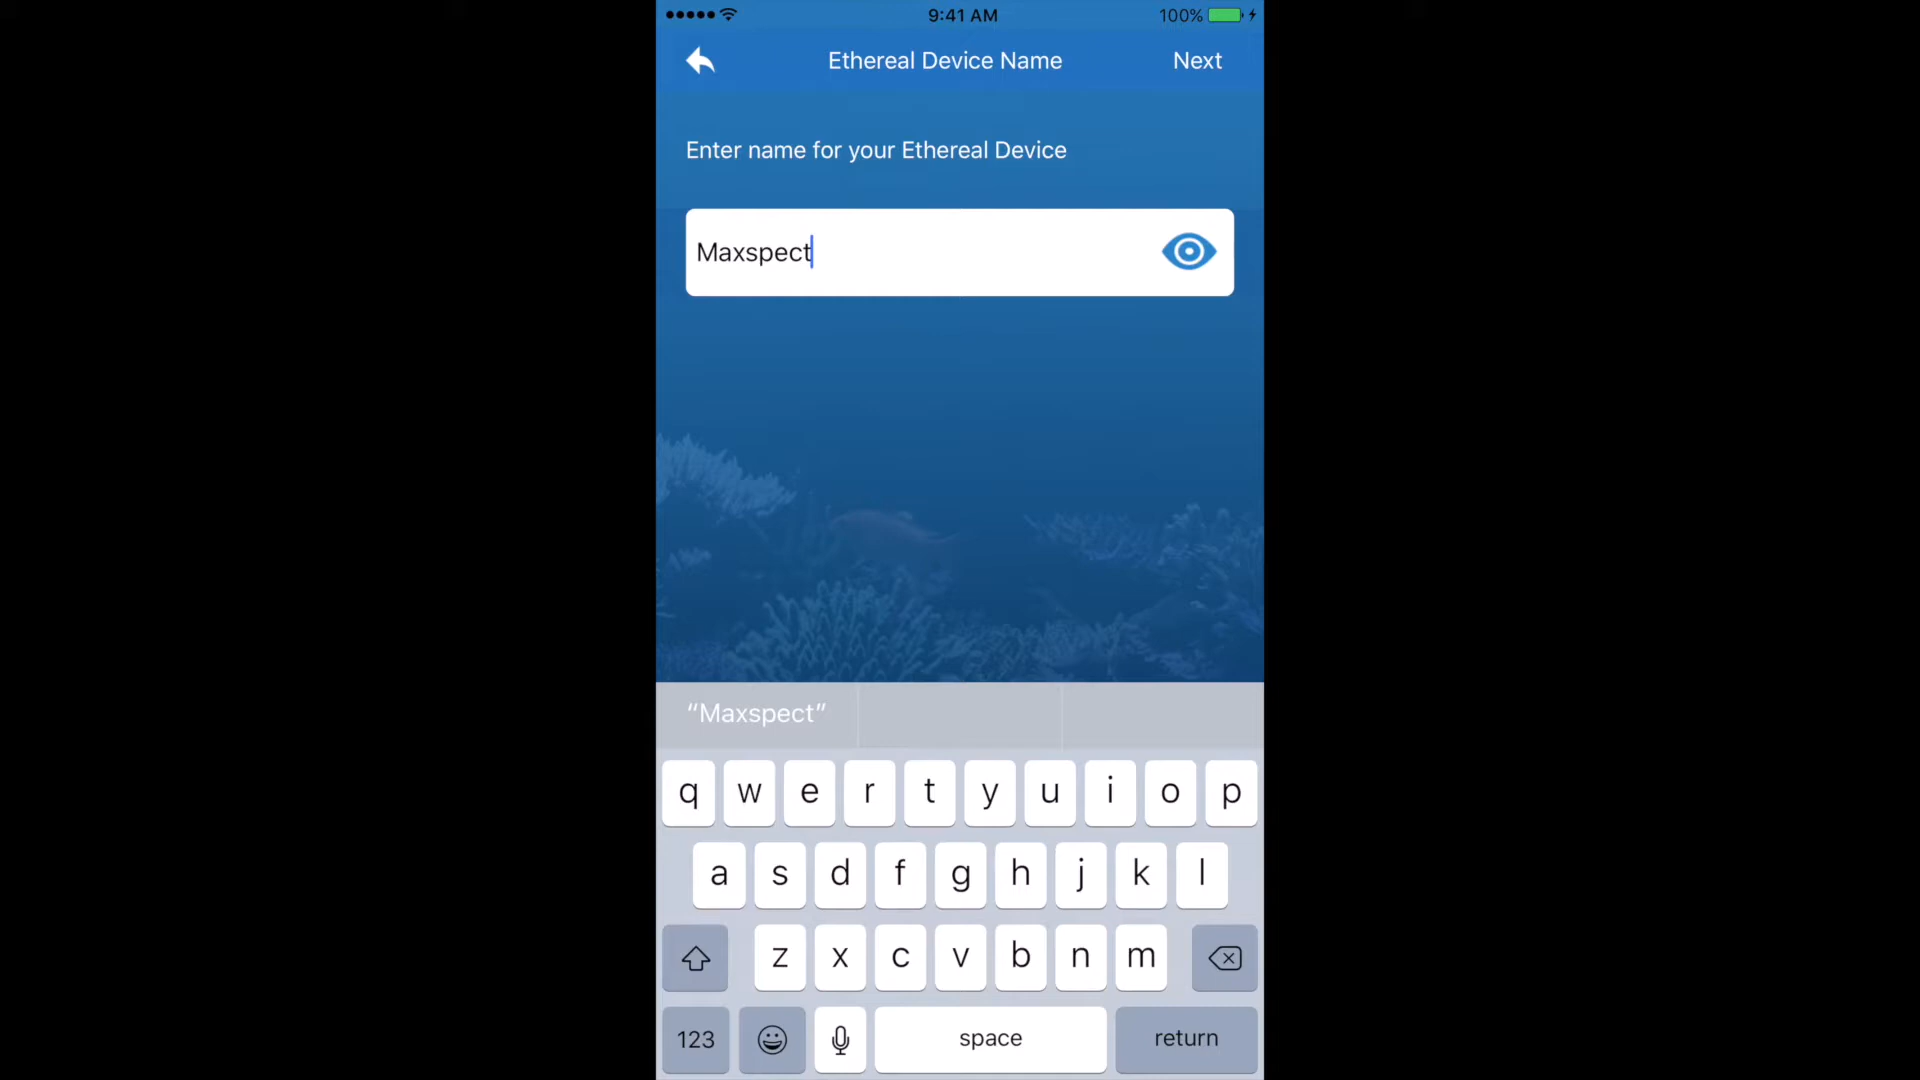 9:41 AM 100%
Ethereal Device Name Next
Enter name for your Ethereal Device
Maxspect
“Maxspect”
q w e r t y u i o p
a s d f g h j k l
z x c v b n m
123 space return